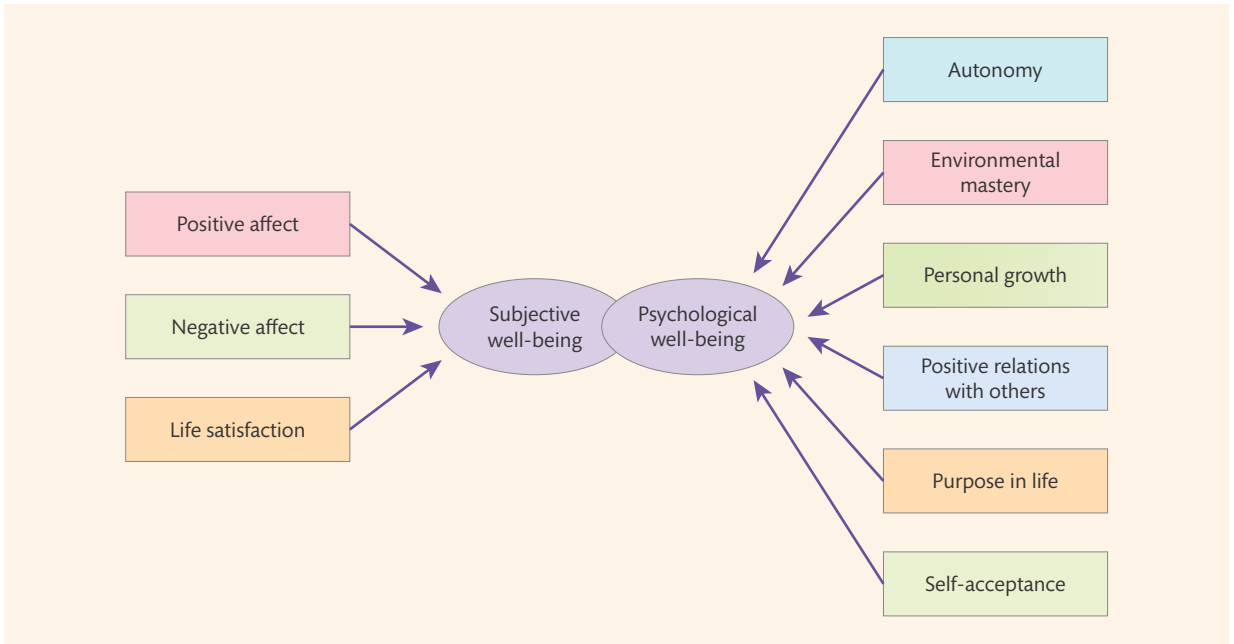 Positive affect
Negative affect
Life satisfaction
Subjective
well-being
Psychological
well-being
Autonomy
Environmental
mastery
Personal growth
Positive relations
with others
Purpose in life
Self-acceptance